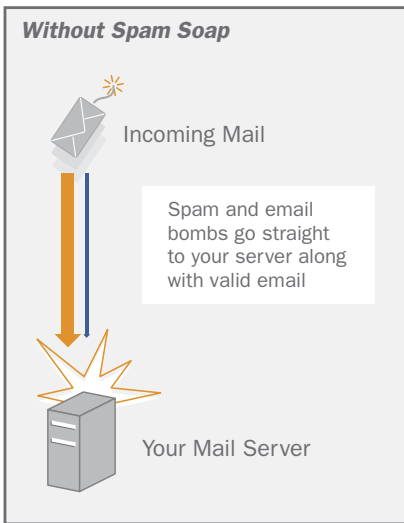 Without Spam Soap
Incoming Mail
Spam and email
bombs go straight
to your server along
with valid email
Your Mail Server